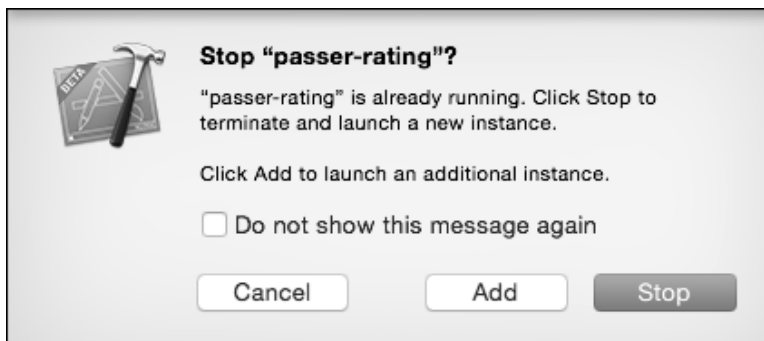 BETA
Stop “passer-rating”?
“passer-rating” is already running. Click Stop to
terminate and launch a new instance.
Click Add to launch an additional instance.
Do not show this message again
Cancel
Add
Stop